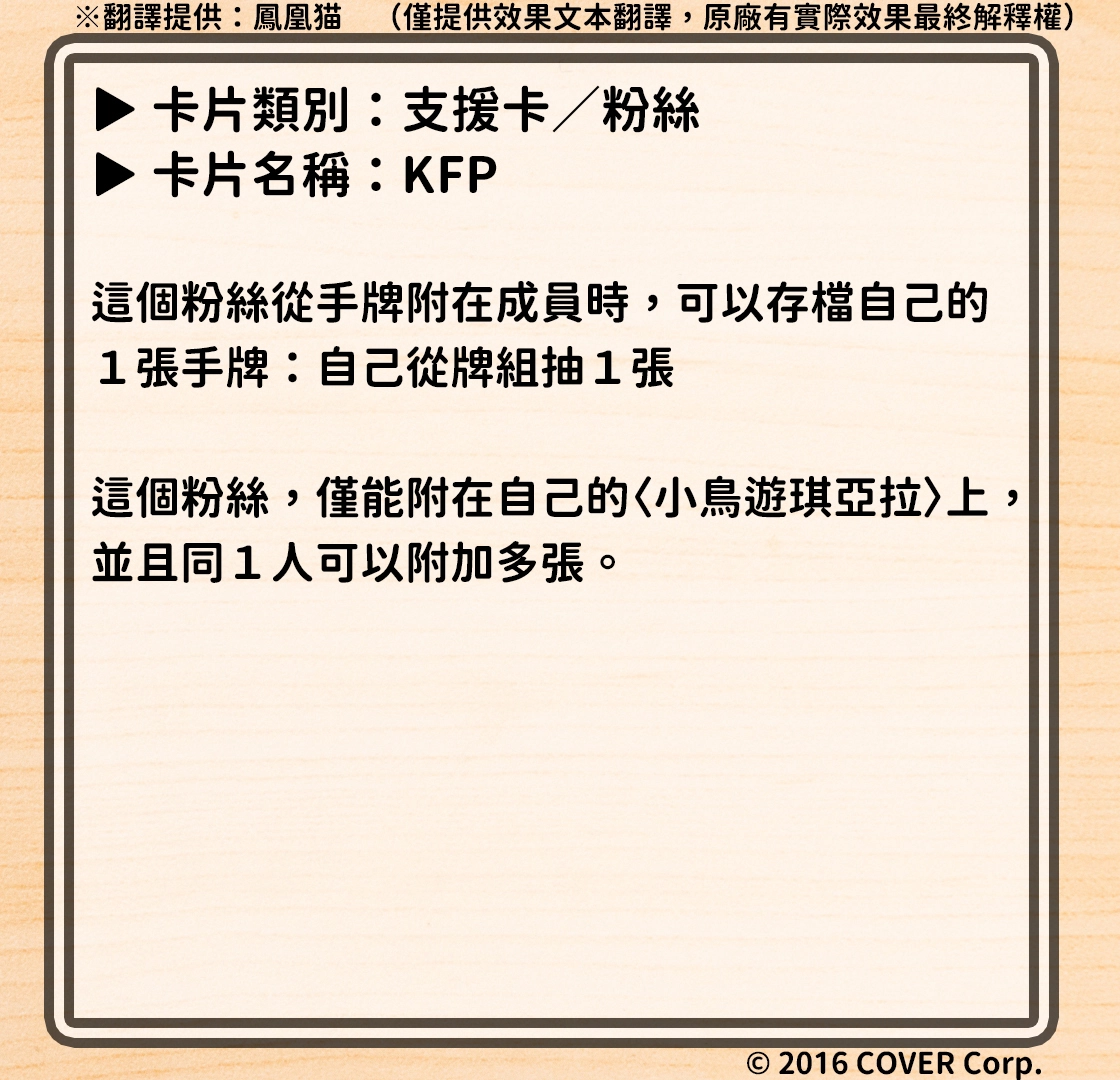 ※翻譯提供：鳳凰猫　（僅提供效果文本翻譯，原廠有實際效果最終解釋權）
▶ 卡片類別：支援卡／粉絲
▶ 卡片名稱：KFP
這個粉絲從手牌附在成員時，可以存檔自己的
１張手牌：自己從牌組抽１張
這個粉絲，僅能附在自己的〈小鳥遊琪亞拉〉上，
並且同１人可以附加多張。
© 2016 COVER Corp.